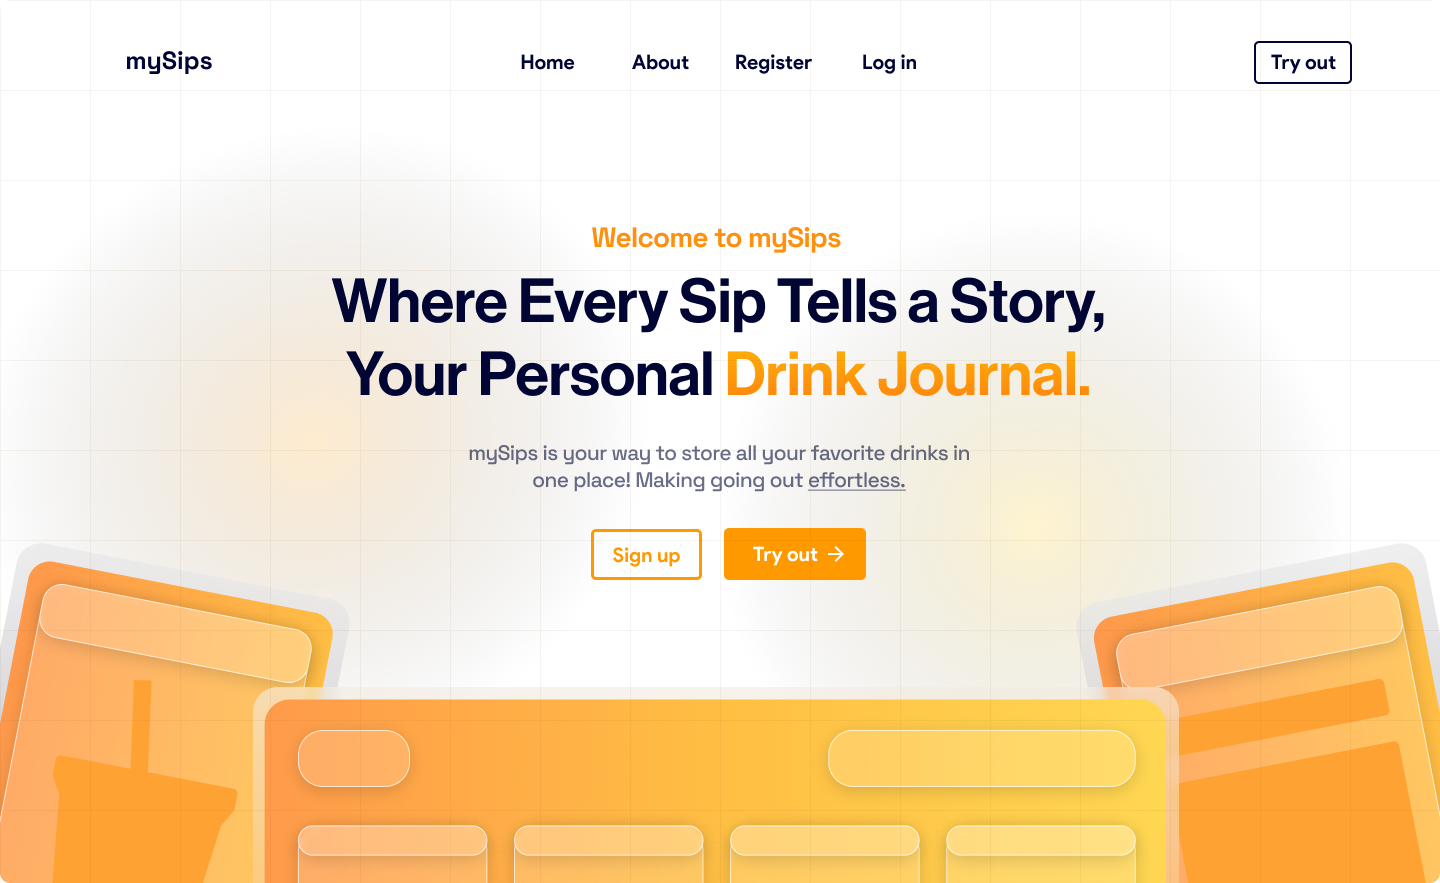 mySips
Home
About
Register
Log in
Try out
Welcome to mySips
Where Every Sip Tells a Story,
Your Personal Drink Journal.
mySips is your way to store all your favorite drinks in
one place! Making going out effortless.
Sign up
Try out →